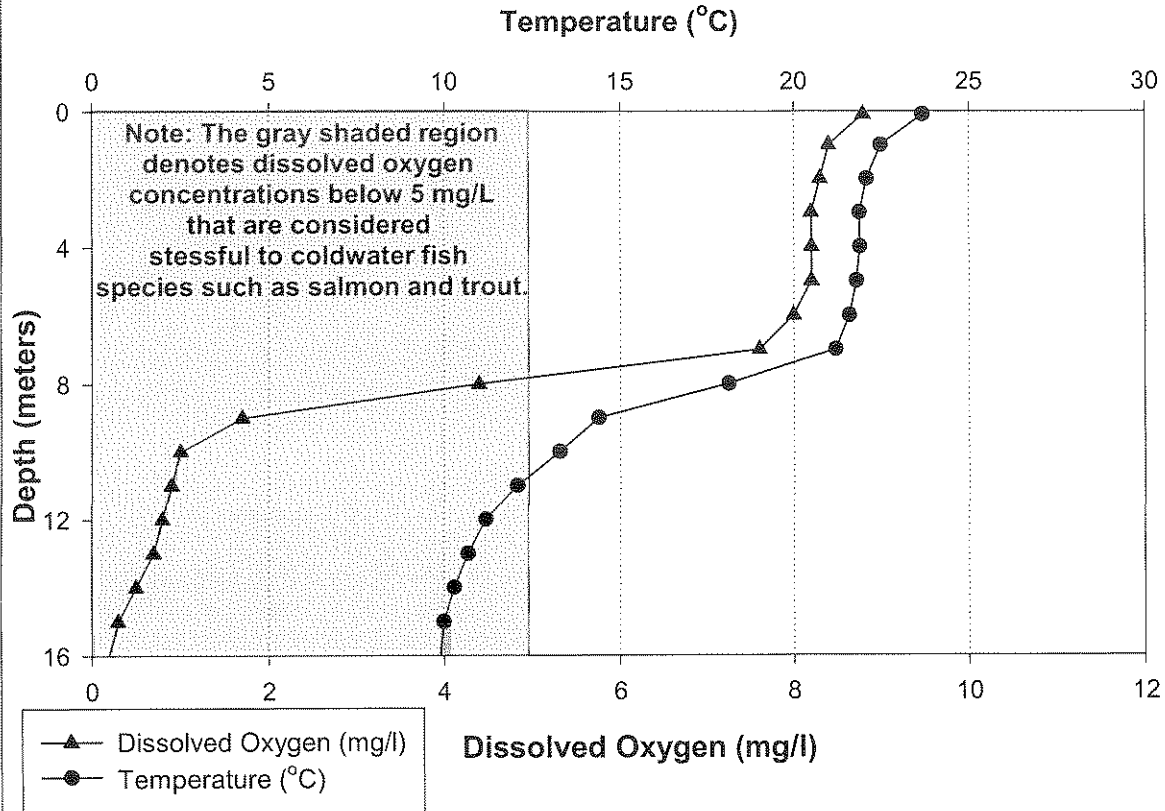 Temperature (°C)
0 5 10 15 20 25 30
Note: The gray shaded region
denotes dissolved oxygen
concentrations below 5 mg/L
that are considered
stessful to coldwater fish
species such as salmon and trout.
Depth (meters)
0
4
8
12
16
0 2 4 6 8 10 12
Dissolved Oxygen (mg/l)
Dissolved Oxygen (mg/l)
Temperature (°C)